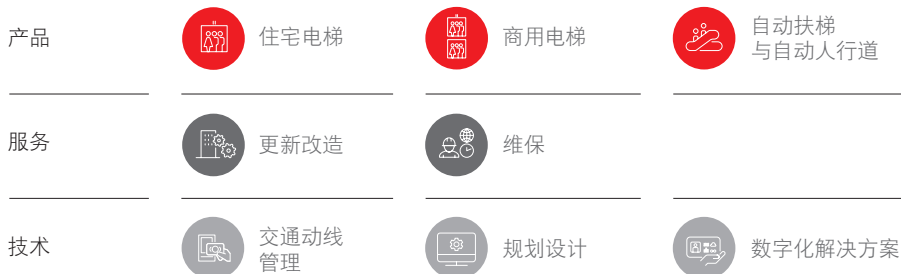 产品
住宅电梯
商用电梯
自动扶梯
与自动人行道
服务
更新改造
维保
技术
交通动线
管理
规划设计
数字化解决方案